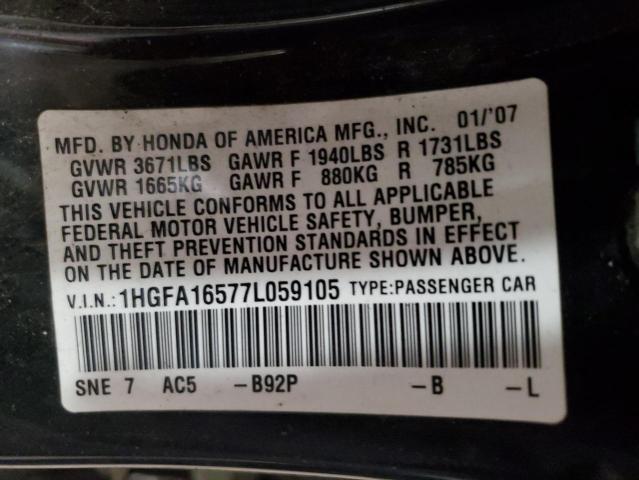 MFD. BY HONDA OF AMERICA MFG., INC. 01/'07
GVWR 3671LBS GAWR F 1940LBS R 1731LBS
GVWR 1665KG GAWR F 880KG R 785KG
THIS VEHICLE CONFORMS TO ALL APPLICABLE
FEDERAL MOTOR VEHICLE SAFETY, BUMPER,
AND THEFT PREVENTION STANDARDS IN EFFECT
ON THE DATE OF MANUFACTURE SHOWN ABOVE.
V.I.N.: 1HGFA16577L059105 TYPE:PASSENGER CAR
SNE 7 AC5 -B92P -B -L